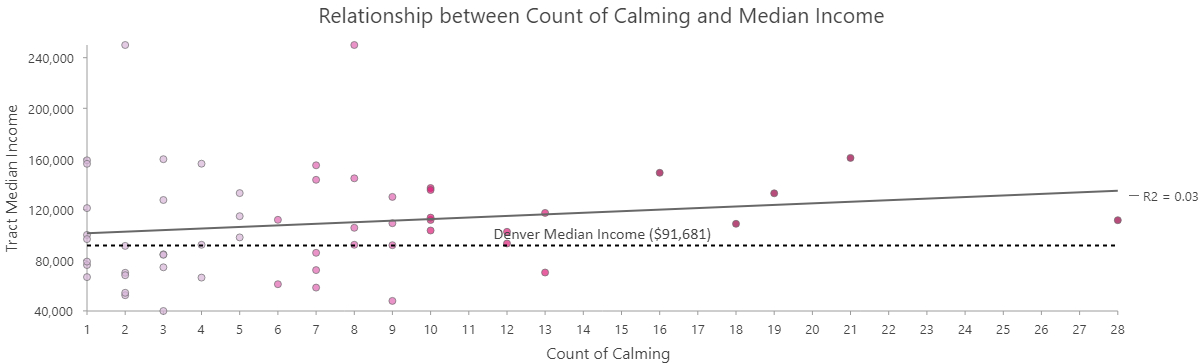 Relationship between Count of Calming and Median Income
240,000
200,000
160,000
120,000
80,000
40,000
Tract Median Income
Denver Median Income ($91,681)
R2 = 0.03
1 2 3 4 5 6 7 8 9 10 11 12 13 14 15 16 17 18 19 20 21 22 23 24 25 26 27 28
Count of Calming